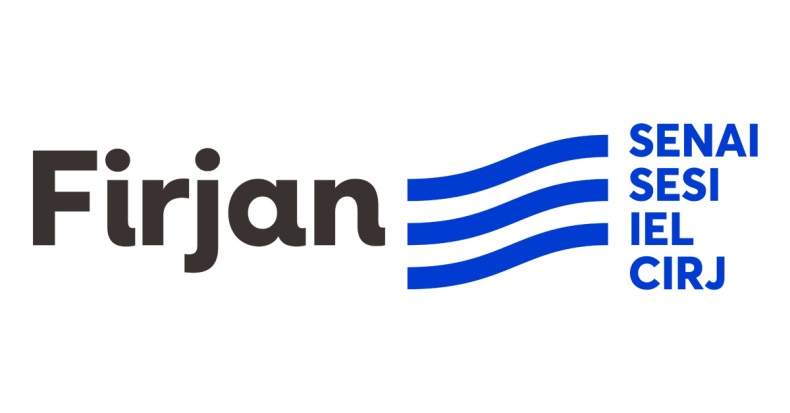 Firjan
SENAI
SESI
IEL
CIRJ